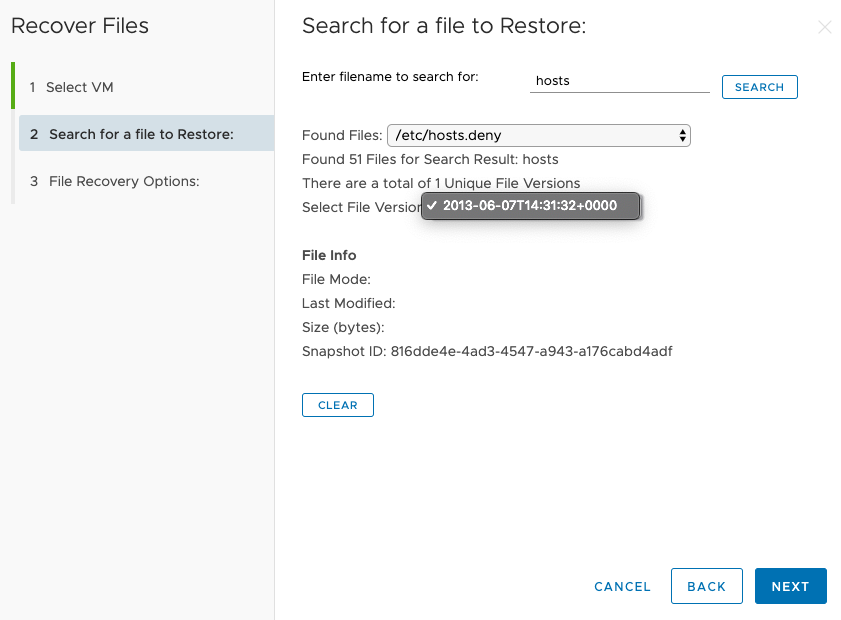 Recover Files
1 Select VM
2 Search for a file to Restore:
3 File Recovery Options:
Search for a file to Restore:
Enter filename to search for: hosts SEARCH
Found Files: /etc/hosts.deny
Found 51 Files for Search Result: hosts
There are a total of 1 Unique File Versions
Select File Version 2013-06-07T14:31:32+0000
File Info
File Mode:
Last Modified:
Size (bytes):
Snapshot ID: 816dde4e-4ad3-4547-a943-a176cabd4adf
CLEAR
CANCEL BACK NEXT